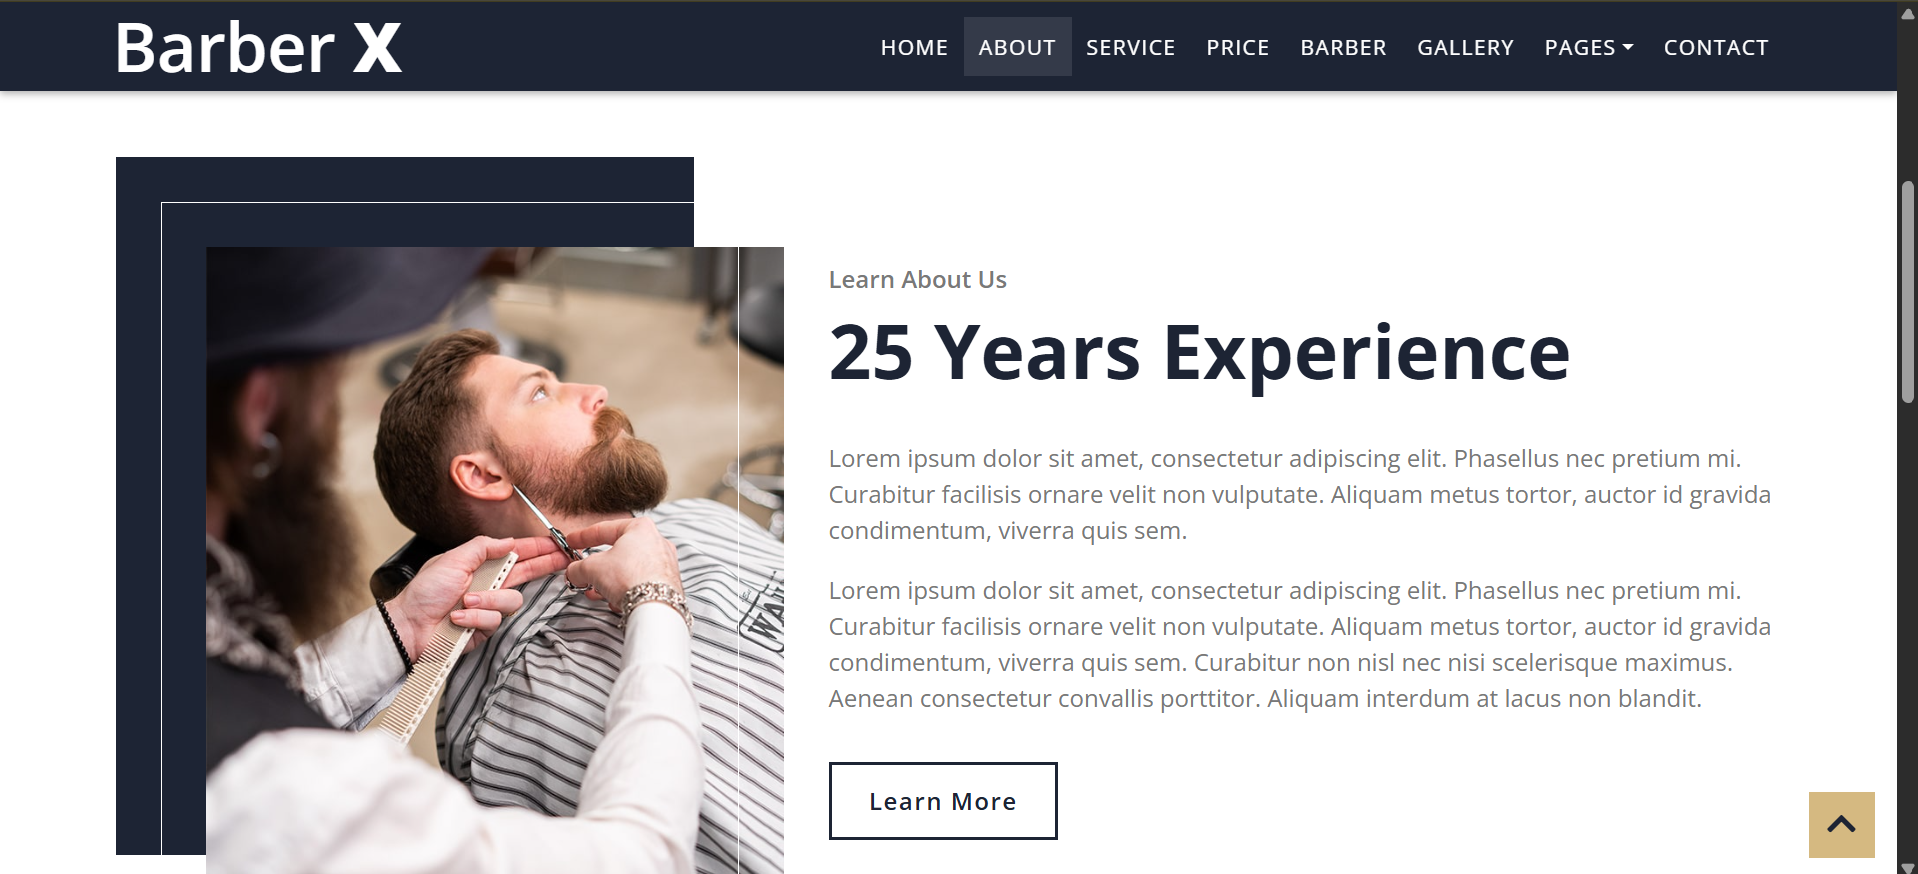 Barber X
HOME ABOUT SERVICE PRICE BARBER GALLERY PAGES CONTACT
Learn About Us
25 Years Experience
Lorem ipsum dolor sit amet, consectetur adipiscing elit. Phasellus nec pretium mi.
Curabitur facilisis ornare velit non vulputate. Aliquam metus tortor, auctor id gravida
condimentum, viverra quis sem.
Lorem ipsum dolor sit amet, consectetur adipiscing elit. Phasellus nec pretium mi.
Curabitur facilisis ornare velit non vulputate. Aliquam metus tortor, auctor id gravida
condimentum, viverra quis sem. Curabitur non nisl nec nisi scelerisque maximus.
Aenean consectetur convallis porttitor. Aliquam interdum at lacus non blandit.
Learn More